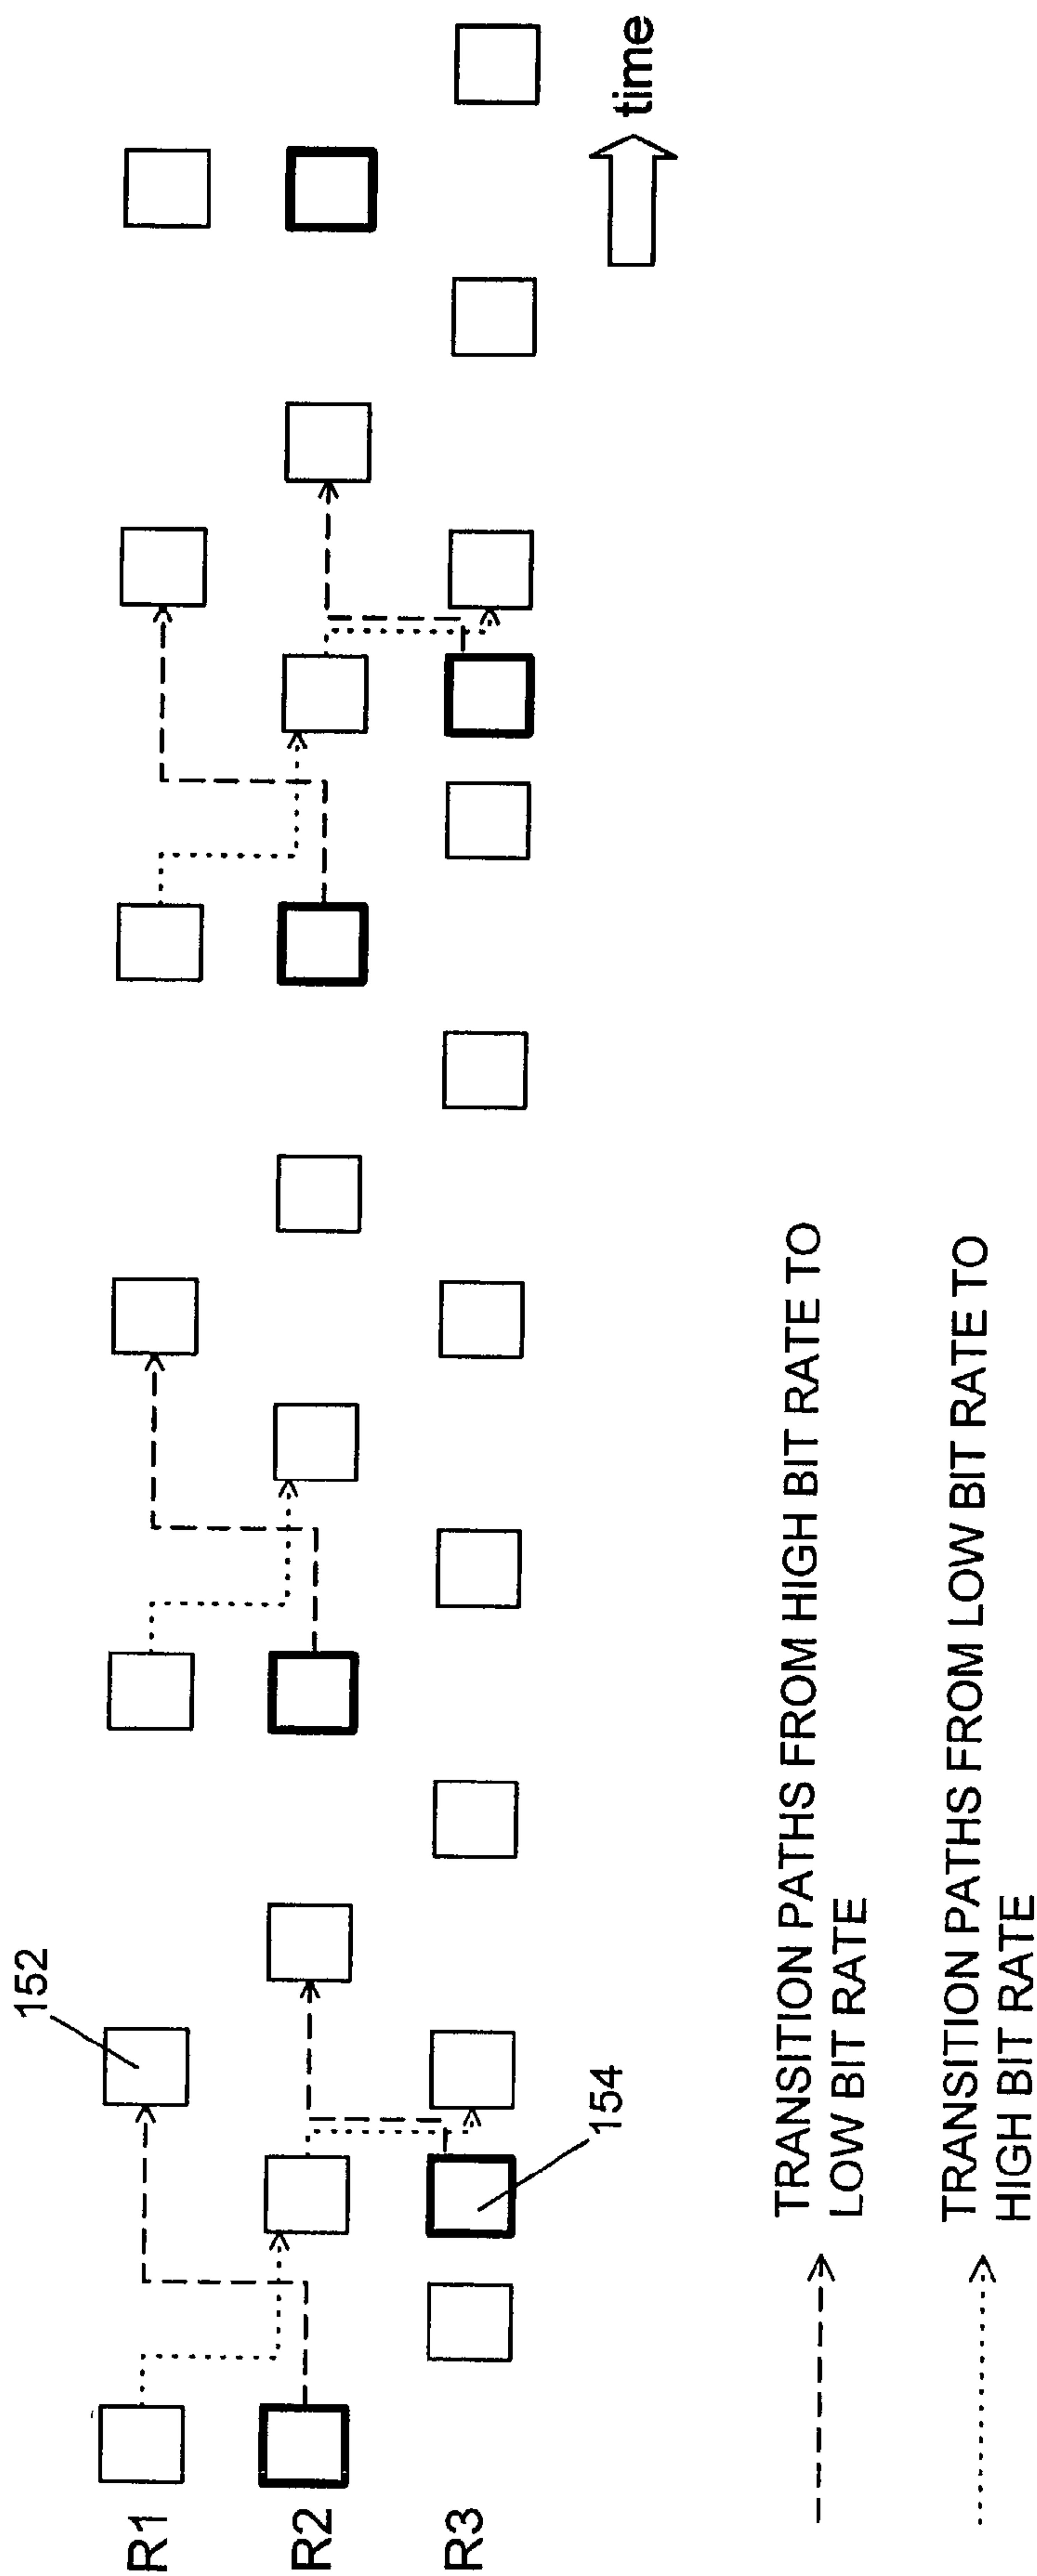 152
R1
R2
R3
154
time
TRANSITION PATHS FROM HIGH BIT RATE TO
LOW BIT RATE
TRANSITION PATHS FROM LOW BIT RATE TO
HIGH BIT RATE